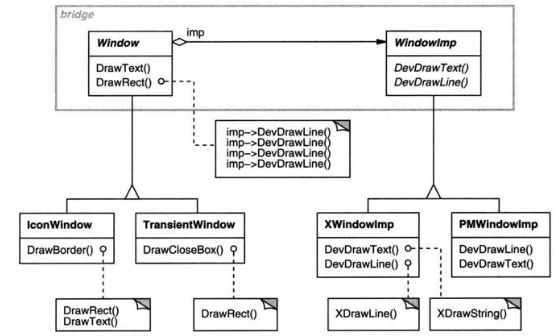 bridge
Window
imp
WindowImp
DrawText()
DrawRect()
DevDrawText()
DevDrawLine()
imp->DevDrawLine()
imp->DevDrawLine()
imp->DevDrawLine()
imp->DevDrawLine()
IconWindow
DrawBorder()
TransientWindow
DrawCloseBox()
XWindowImp
DevDrawText()
DevDrawLine()
PMWindowImp
DevDrawLine()
DevDrawText()
DrawRect()
DrawText()
DrawRect()
XDrawLine()
XDrawString()